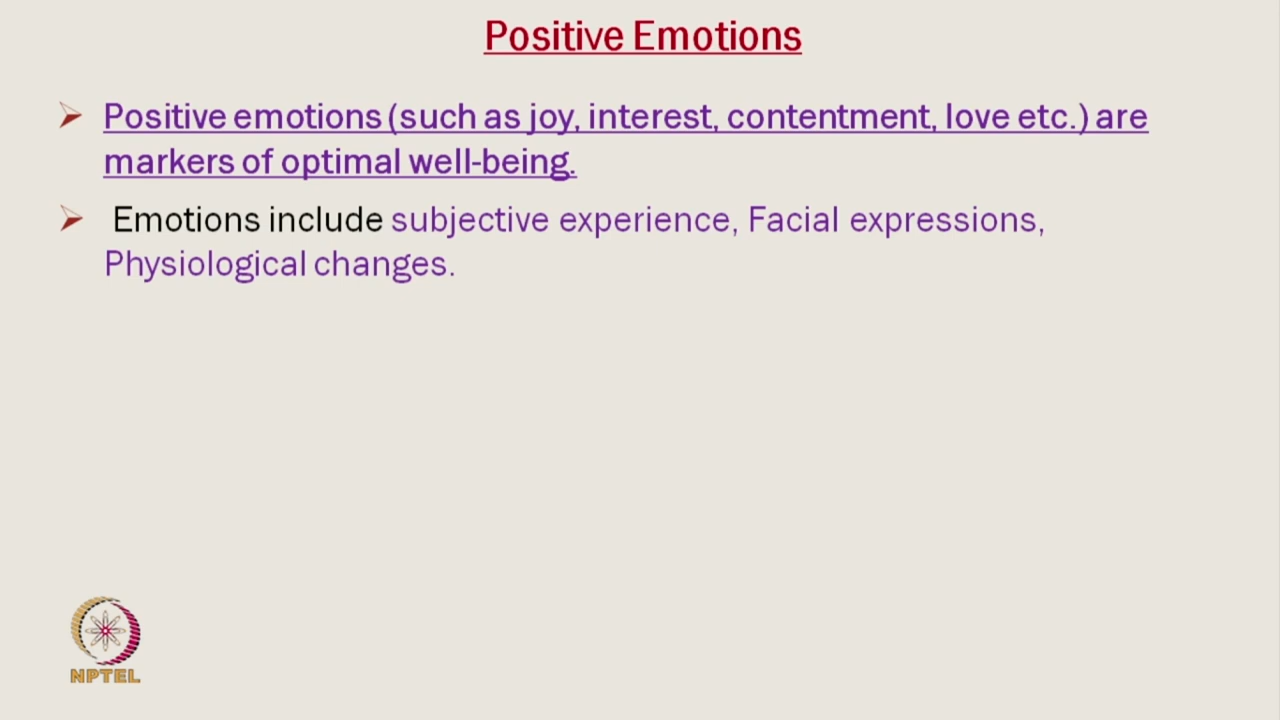 Positive Emotions
Positive emotions (such as joy, interest, contentment, love etc.) are
markers of optimal well-being.
Emotions include subjective experience, Facial expressions,
Physiological changes.
NPTEL